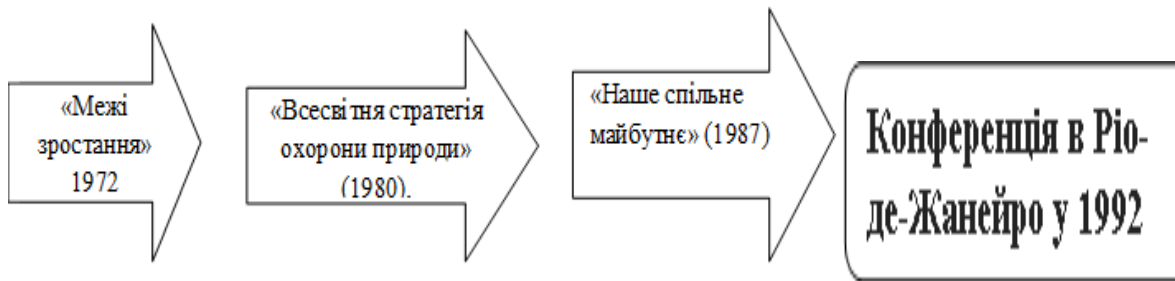 «Межі
зростання»
1972
«Всесвітня стратегія
охорони природи»
(1980).
«Наше спільне
майбутнє» (1987)
Конференція в Ріо-
де-Жанейро у 1992